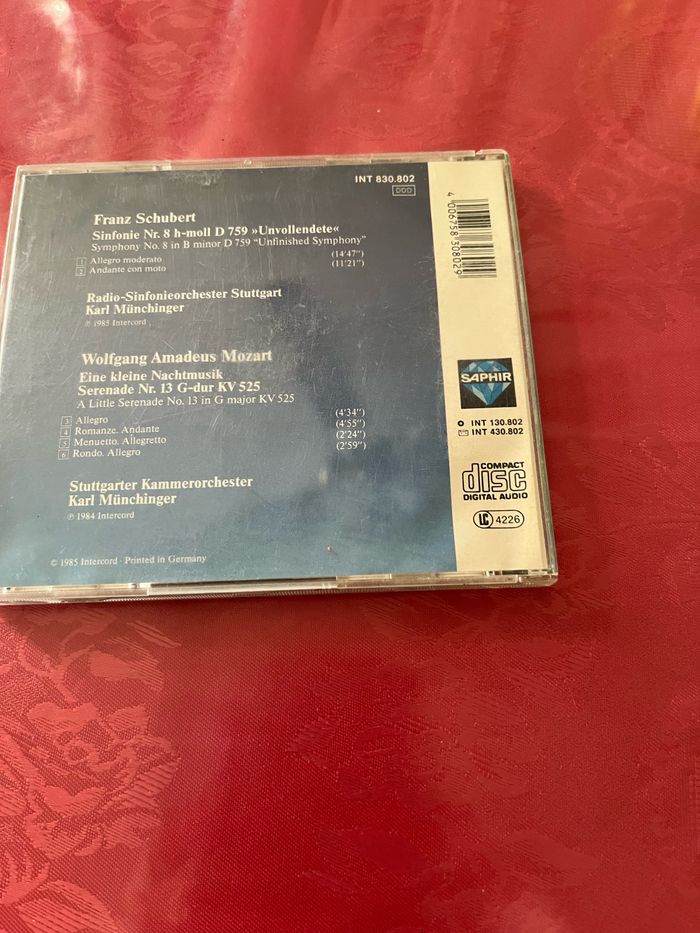 INT 830.802
DDD
Franz Schubert
Sinfonie Nr. 8 h-moll D 759 »Unvollendete«
Symphony No. 8 in B minor D 759 “Unfinished Symphony”
1 Allegro moderato (14'47'')
2 Andante con moto (11'21'')
Radio-Sinfonieorchester Stuttgart
Karl Münchinger
℗ 1985 Intercord
Wolfgang Amadeus Mozart
Eine kleine Nachtmusik
Serenade Nr. 13 G-dur KV 525
A Little Serenade No. 13 in G major KV 525
3 Allegro (4'34'')
4 Romanze. Andante (4'55'')
5 Menuetto. Allegretto (2'24'')
6 Rondo. Allegro (2'59'')
Stuttgarter Kammerorchester
Karl Münchinger
℗ 1984 Intercord
© 1985 Intercord · Printed in Germany
4 006758 308029
SAPHIR
INT 130.802
INT 430.802
COMPACT
disc
DIGITAL AUDIO
LC 4226